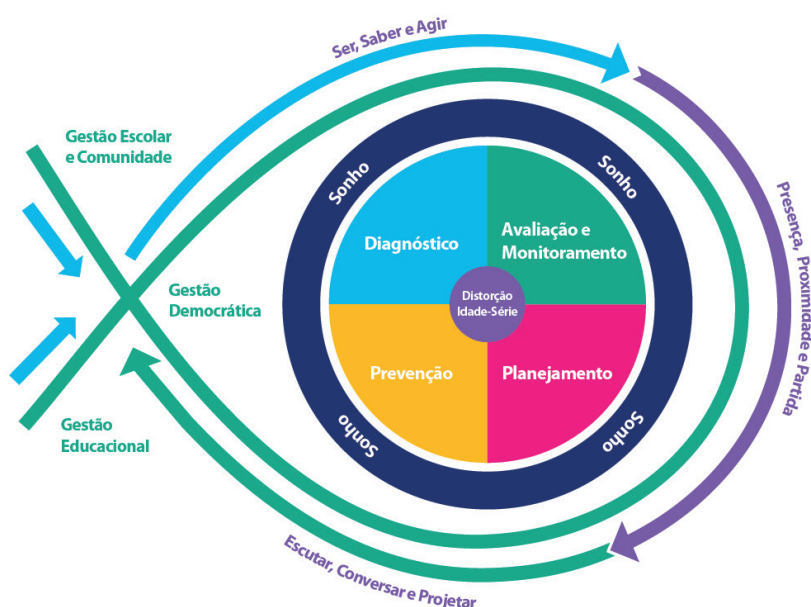 Ser, Saber e Agir
Gestão Escolar
e Comunidade
Sonho
Sonho
Presença, Proximidade e Partida
Diagnóstico
Avaliação e
Monitoramento
Gestão
Democrática
Distorção
Idade-Série
Prevenção
Planejamento
Gestão
Educacional
Sonho
Sonho
Escutar, Conversar e Projetar